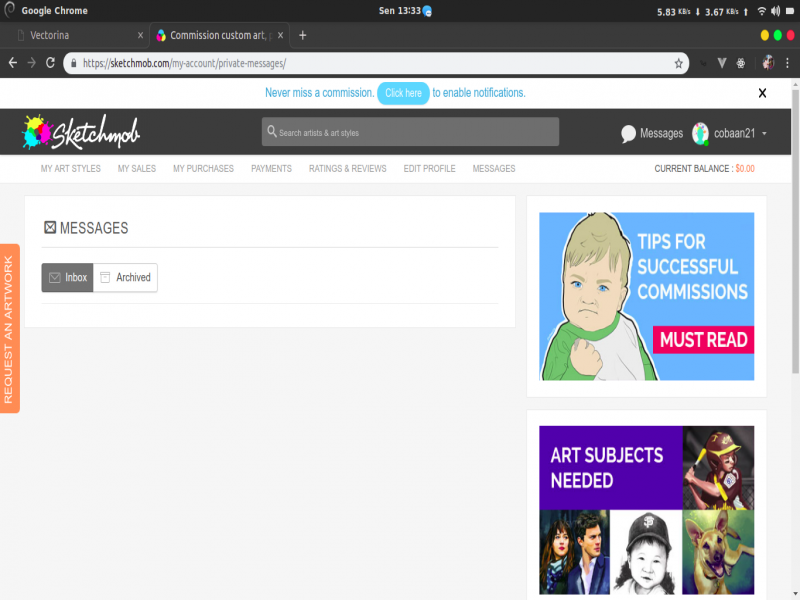 Google Chrome
Sen 13:33
5.83 KB/s ↓ 3.67 KB/s ↑
Vectorina
Commission custom art,
https://sketchmob.com/my-account/private-messages/
Never miss a commission. Click here to enable notifications.
Sketchmob
Search artists & art styles
Messages
cobaan21
MY ART STYLES
MY SALES
MY PURCHASES
PAYMENTS
RATINGS & REVIEWS
EDIT PROFILE
MESSAGES
CURRENT BALANCE : $0.00
MESSAGES
Inbox
Archived
REQUEST AN ARTWORK
TIPS FOR
SUCCESSFUL
COMMISSIONS
MUST READ
ART SUBJECTS
NEEDED